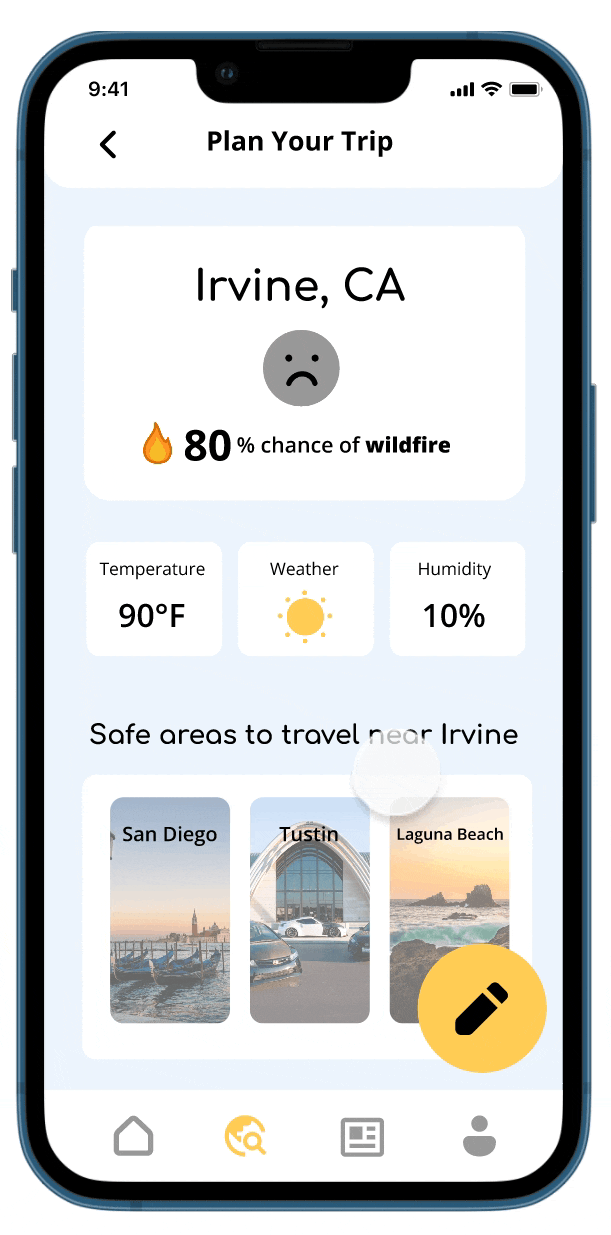 9:41
Plan Your Trip
Irvine, CA
80 % chance of wildfire
Temperature Weather Humidity
90°F 10%
Safe areas to travel near Irvine
San Diego Tustin Laguna Beach